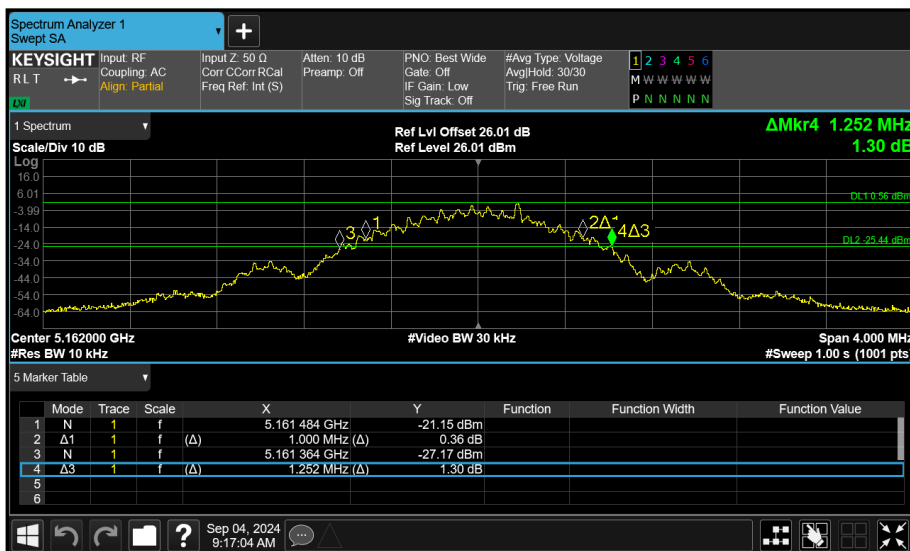 Spectrum Analyzer 1
Swept SA
+
KEYSIGHT
RLT
LXI
Input: RF
Coupling: AC
Align: Partial
Input Z: 50 Ω
Corr CCorr RCal
Freq Ref: Int (S)
Atten: 10 dB
Preamp: Off
PNO: Best Wide
Gate: Off
IF Gain: Low
Sig Track: Off
#Avg Type: Voltage
Avg|Hold: 30/30
Trig: Free Run
1 2 3 4 5 6
M W W W W W
P N N N N N
1 Spectrum
Scale/Div 10 dB
Ref Lvl Offset 26.01 dB
Ref Level 26.01 dBm
ΔMkr4 1.252 MHz
1.30 dB
Log
16.0
6.01
-3.99
-14.0
-24.0
-34.0
-44.0
-54.0
-64.0
DL1 0.56 dBm
DL2 -25.44 dBm
3
1
2Δ1
4Δ3
Center 5.162000 GHz
#Video BW 30 kHz
Span 4.000 MHz
#Res BW 10 kHz
#Sweep 1.00 s (1001 pts)
5 Marker Table
Mode Trace Scale X Y Function Function Width Function Value
1 N 1 f 5.161 484 GHz -21.15 dBm
2 Δ1 1 f (Δ) 1.000 MHz (Δ) 0.36 dB
3 N 1 f 5.161 364 GHz -27.17 dBm
4 Δ3 1 f (Δ) 1.252 MHz (Δ) 1.30 dB
5
6
?
Sep 04, 2024
9:17:04 AM